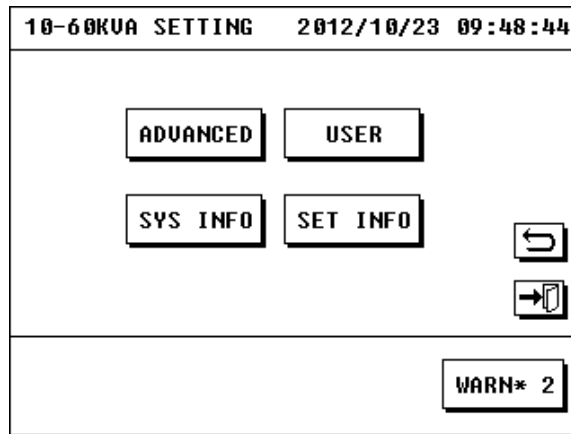 10-60KVA SETTING 2012/10/23 09:48:44
ADVANCED USER
SYS INFO SET INFO
WARN* 2